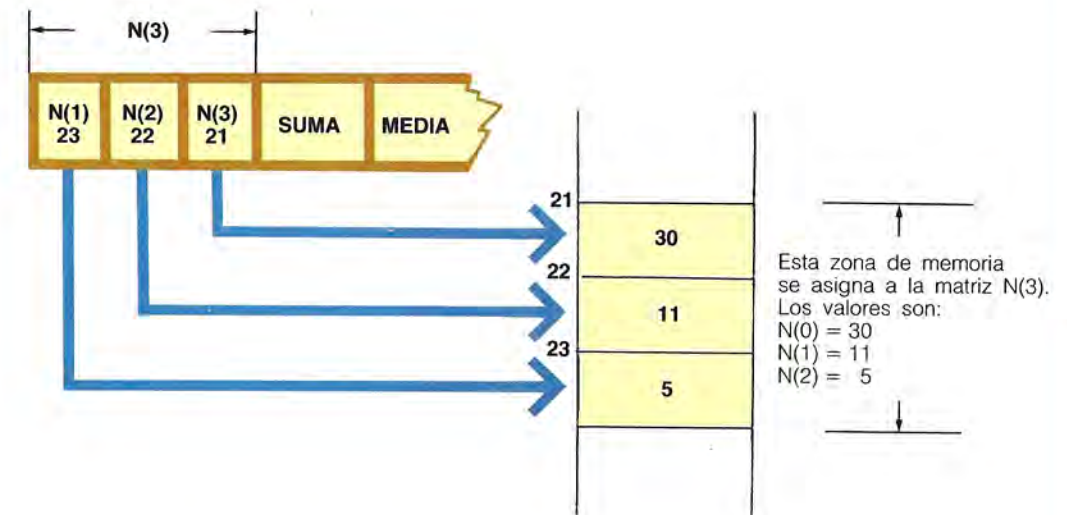 N(3)
N(1) N(2) N(3) SUMA MEDIA
23 22 21
21
30
22
11
23
5
Esta zona de memoria
se asigna a la matriz N(3).
Los valores son:
N(0) = 30
N(1) = 11
N(2) = 5